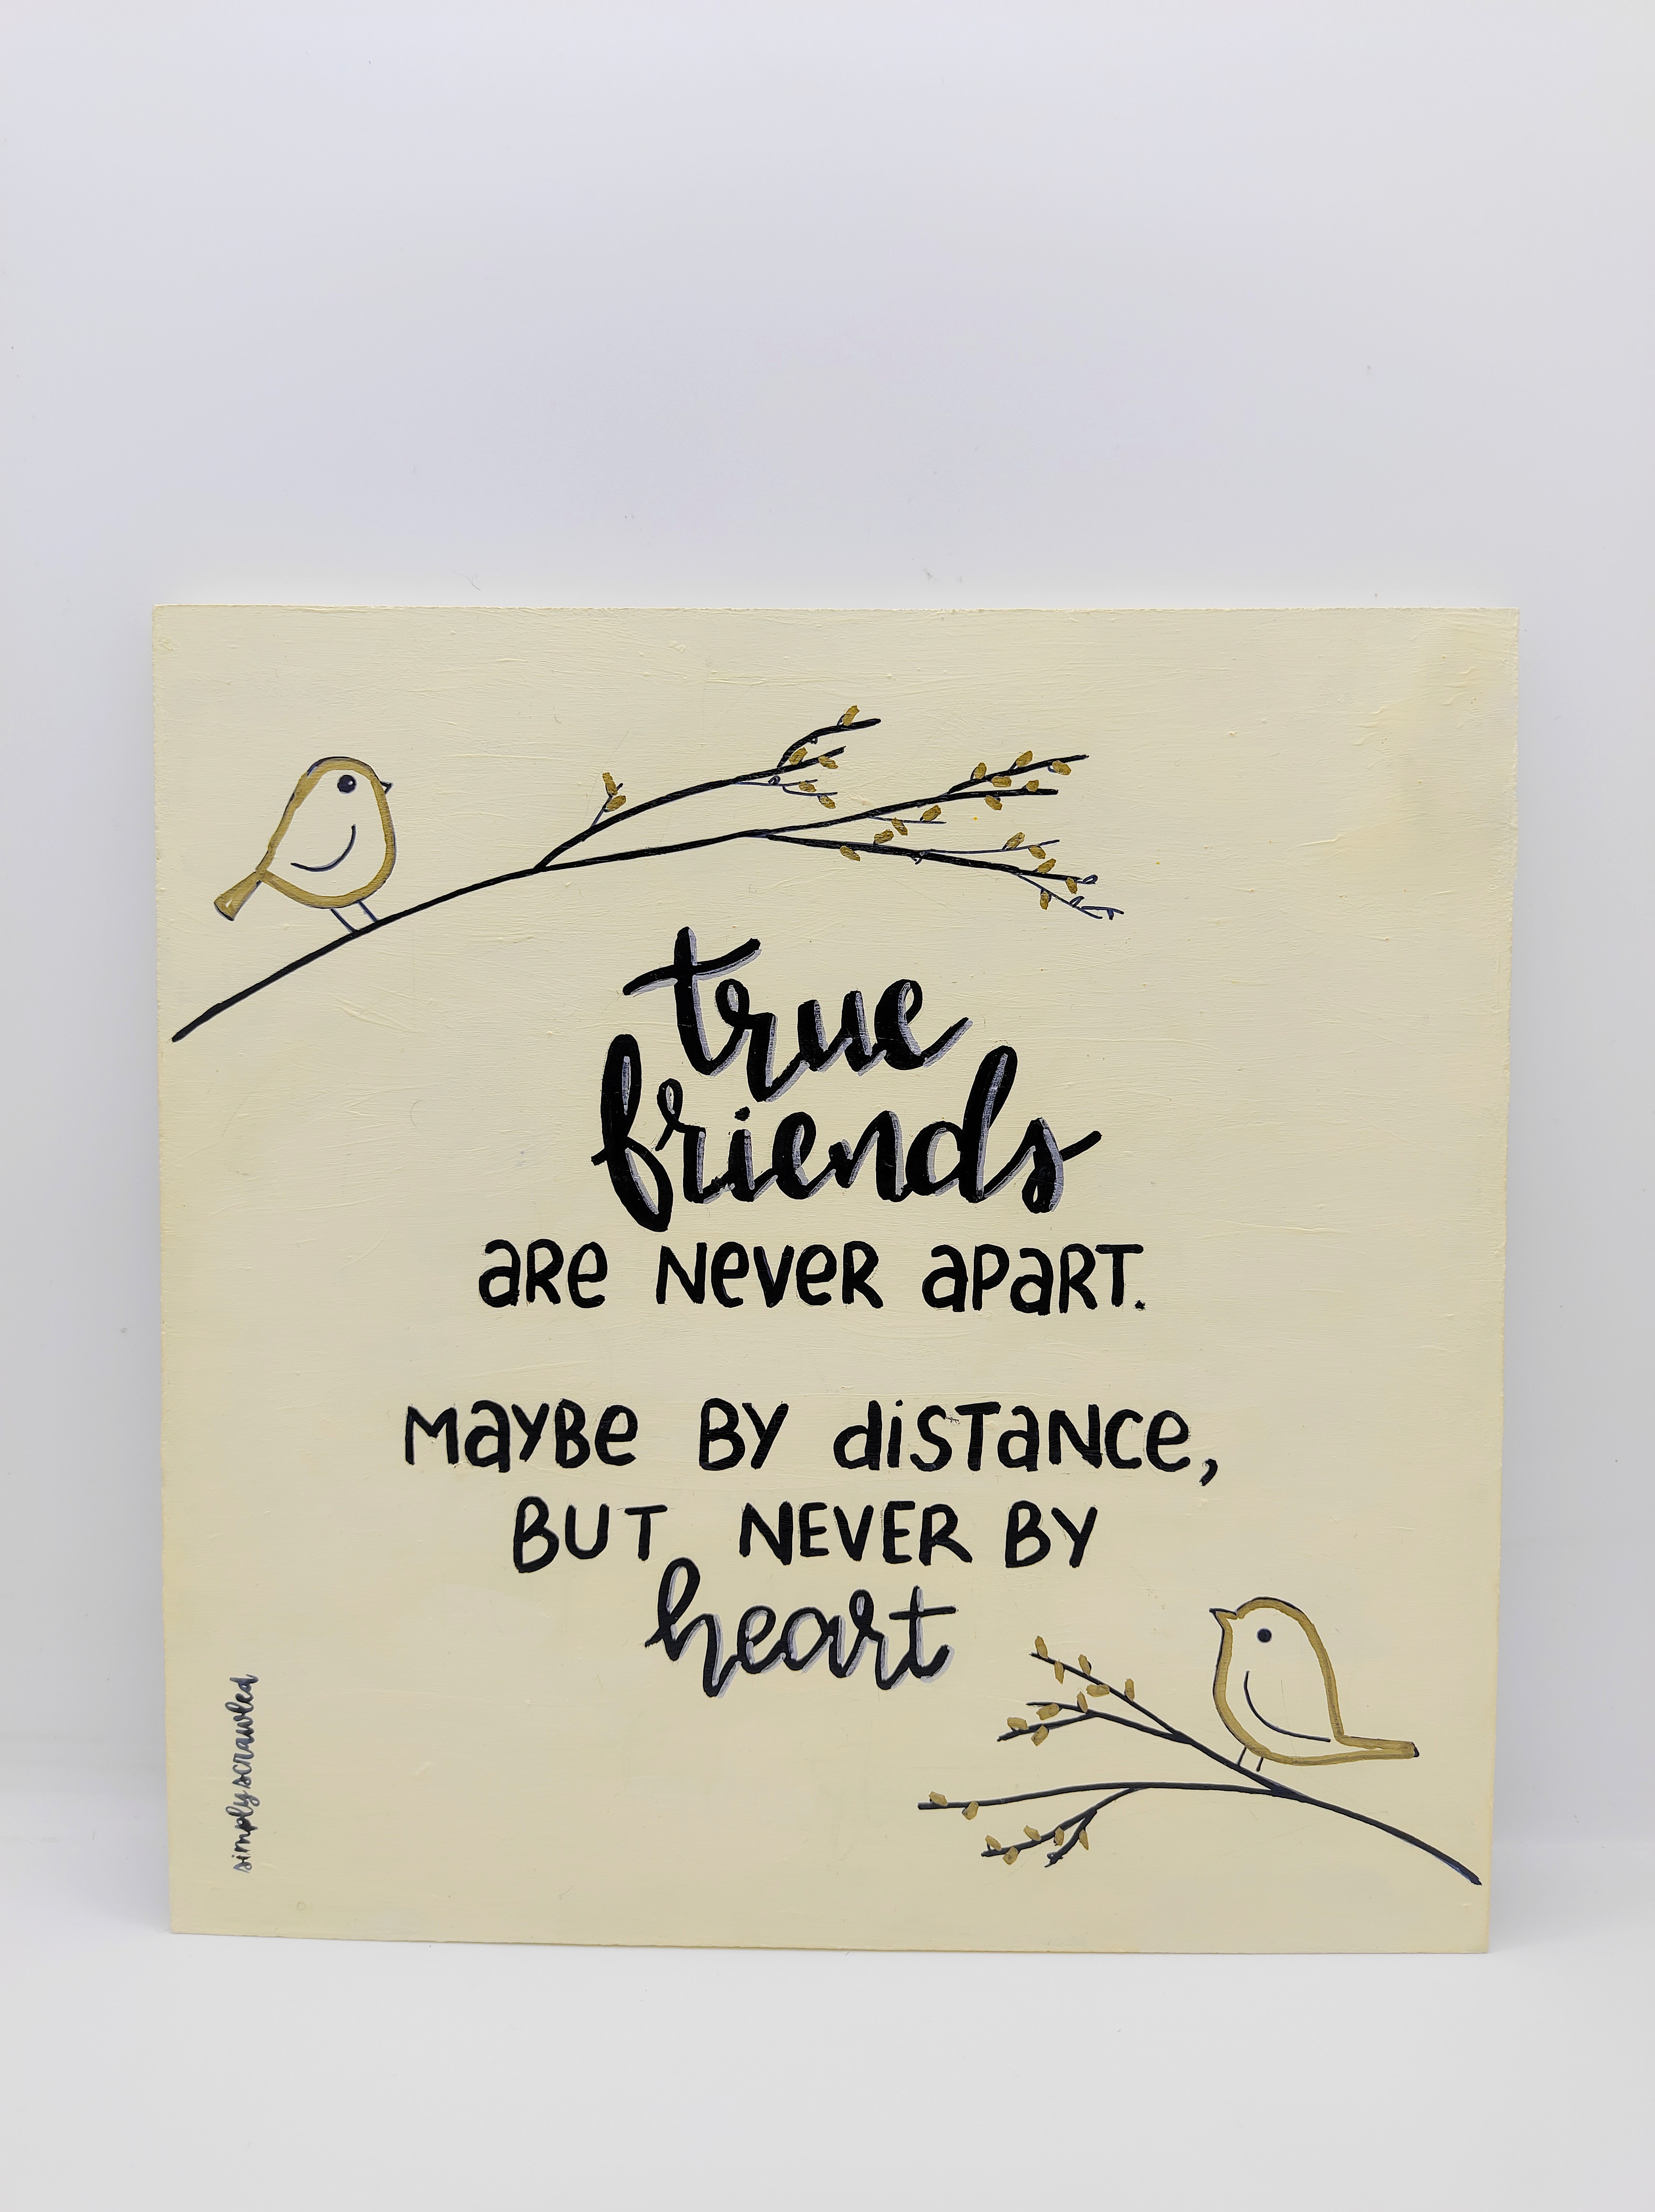 true
friends
aRe NeveR apaRT.
MayBe BY disTaNce,
BUT NEVER BY
heart
simplyscrawled